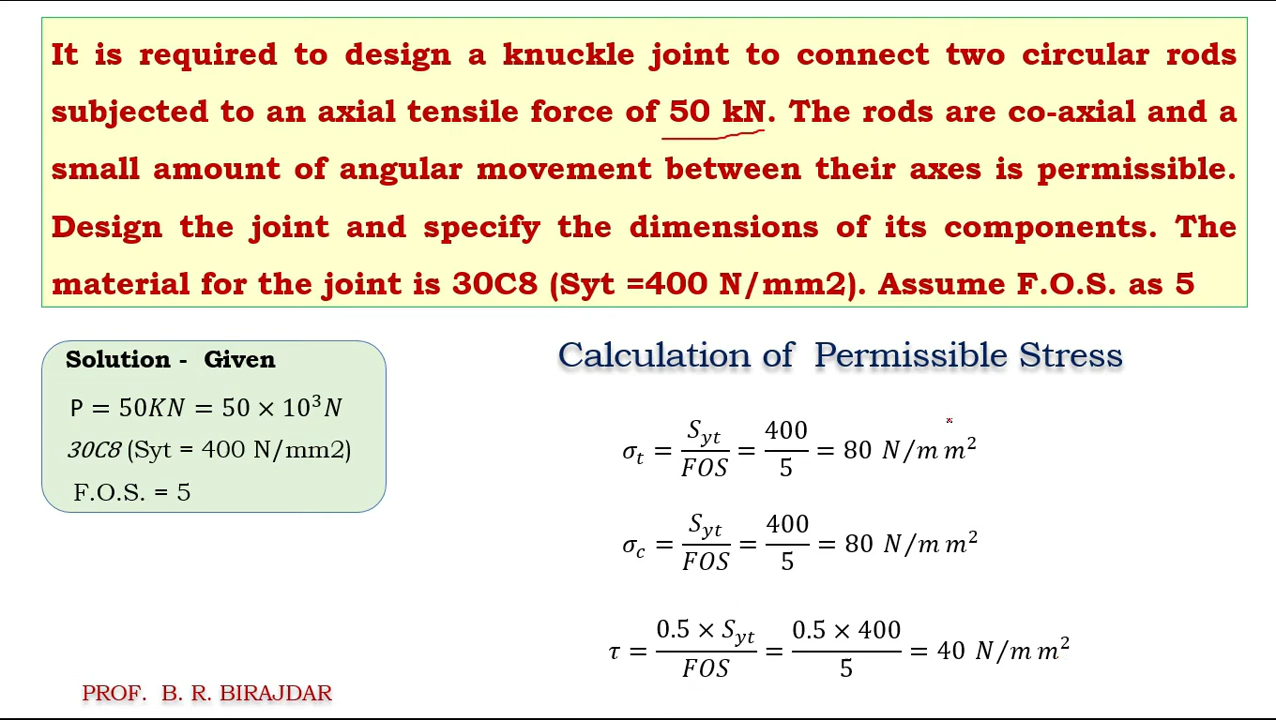 It is required to design a knuckle joint to connect two circular rods
subjected to an axial tensile force of 50 kN. The rods are co-axial and a
small amount of angular movement between their axes is permissible.
Design the joint and specify the dimensions of its components. The
material for the joint is 30C8 (Syt =400 N/mm2). Assume F.O.S. as 5
Solution - Given
P = 50KN = 50 × 10³N
30C8 (Syt = 400 N/mm2)
F.O.S. = 5
Calculation of Permissible Stress
σt = Syt/FOS = 400/5 = 80 N/mm²
σc = Syt/FOS = 400/5 = 80 N/mm²
τ = 0.5 × Syt/FOS = 0.5 × 400/5 = 40 N/mm²
PROF. B. R. BIRAJDAR